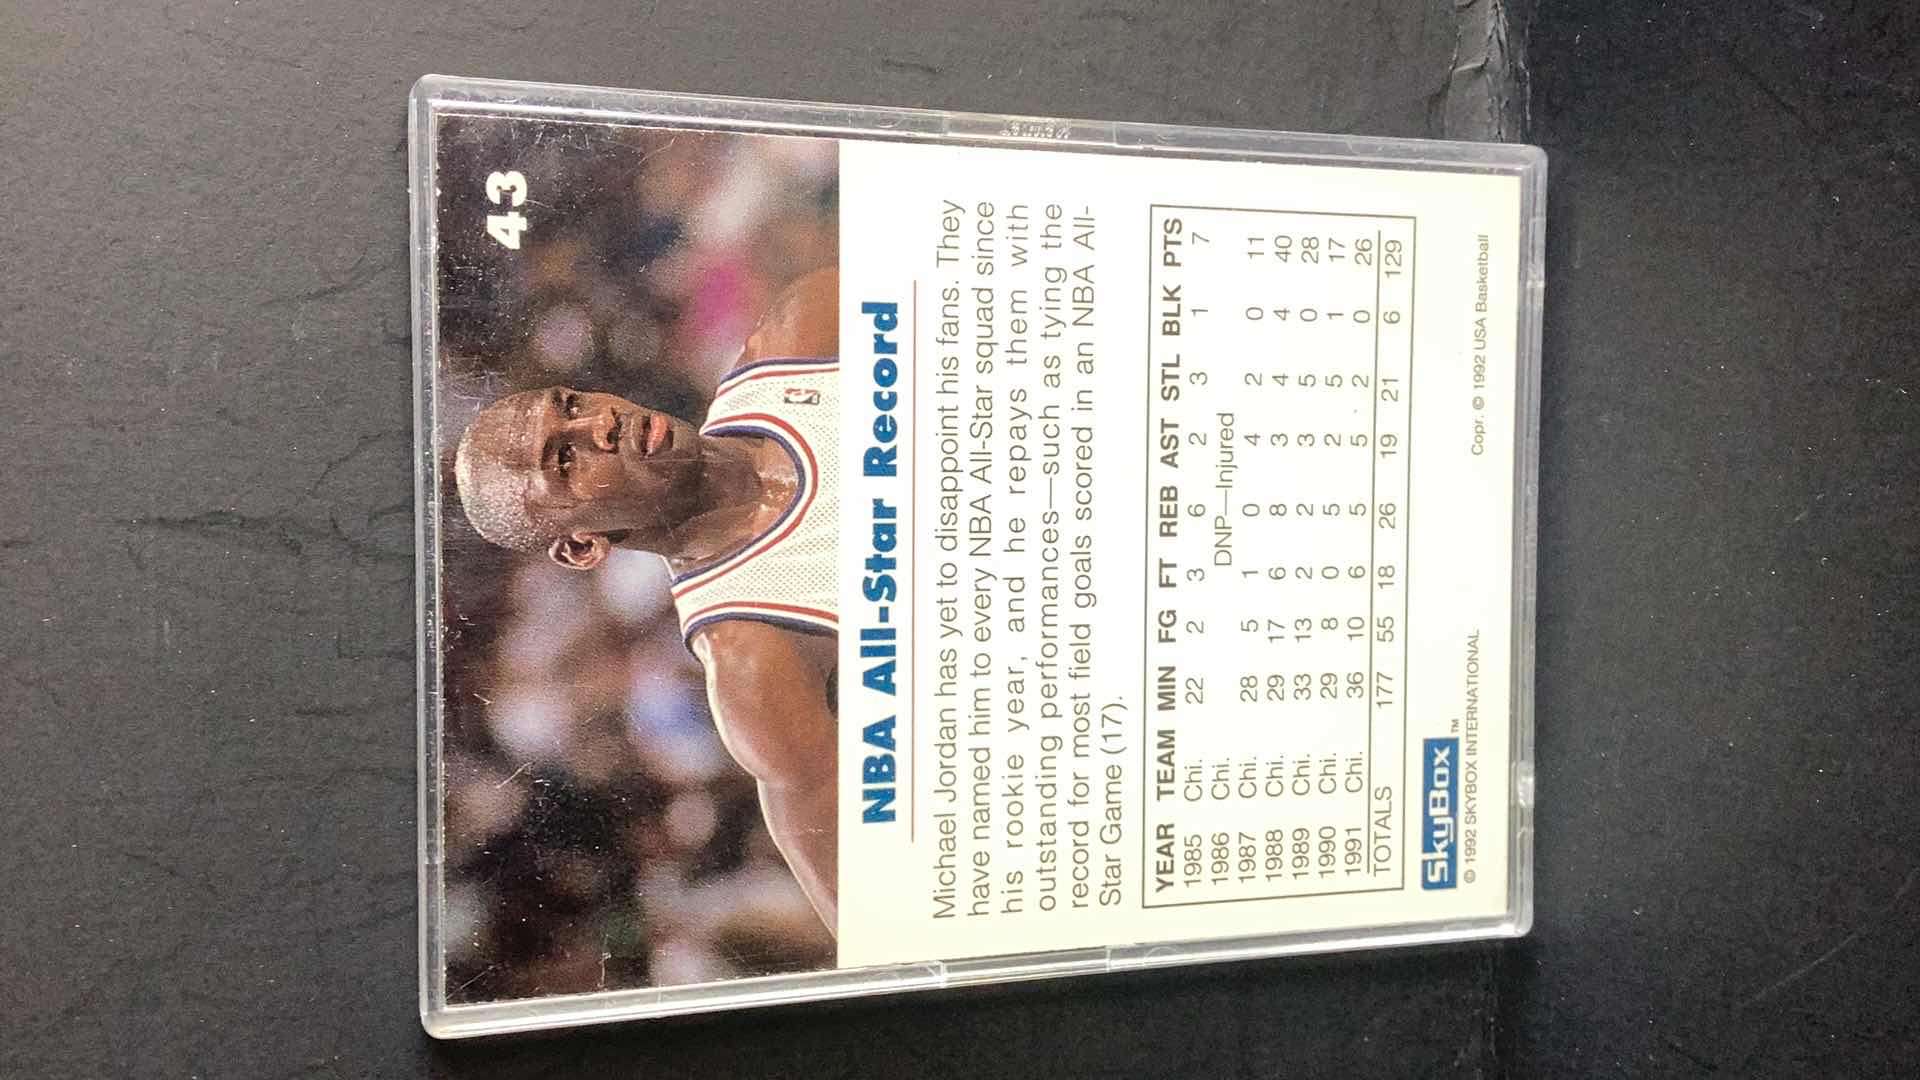 43
NBA All-Star Record
Michael Jordan has yet to disappoint his fans. They
have named him to every NBA All-Star squad since
his rookie year, and he repays them with
outstanding performances—such as tying the
record for most field goals scored in an NBA All-
Star Game (17).
YEAR TEAM MIN FG FT REB AST STL BLK PTS
1985 Chi. 22 2 3 6 2 3 1 7
1986 Chi. DNP—Injured
1987 Chi. 28 5 1 0 4 2 0 11
1988 Chi. 29 17 6 8 3 4 4 40
1989 Chi. 33 13 2 2 3 5 0 28
1990 Chi. 29 8 0 5 2 5 1 17
1991 Chi. 36 10 6 5 5 2 0 26
TOTALS 177 55 18 26 19 21 6 129
SkyBox™
© 1992 SKYBOX INTERNATIONAL Copr. © 1992 USA Basketball